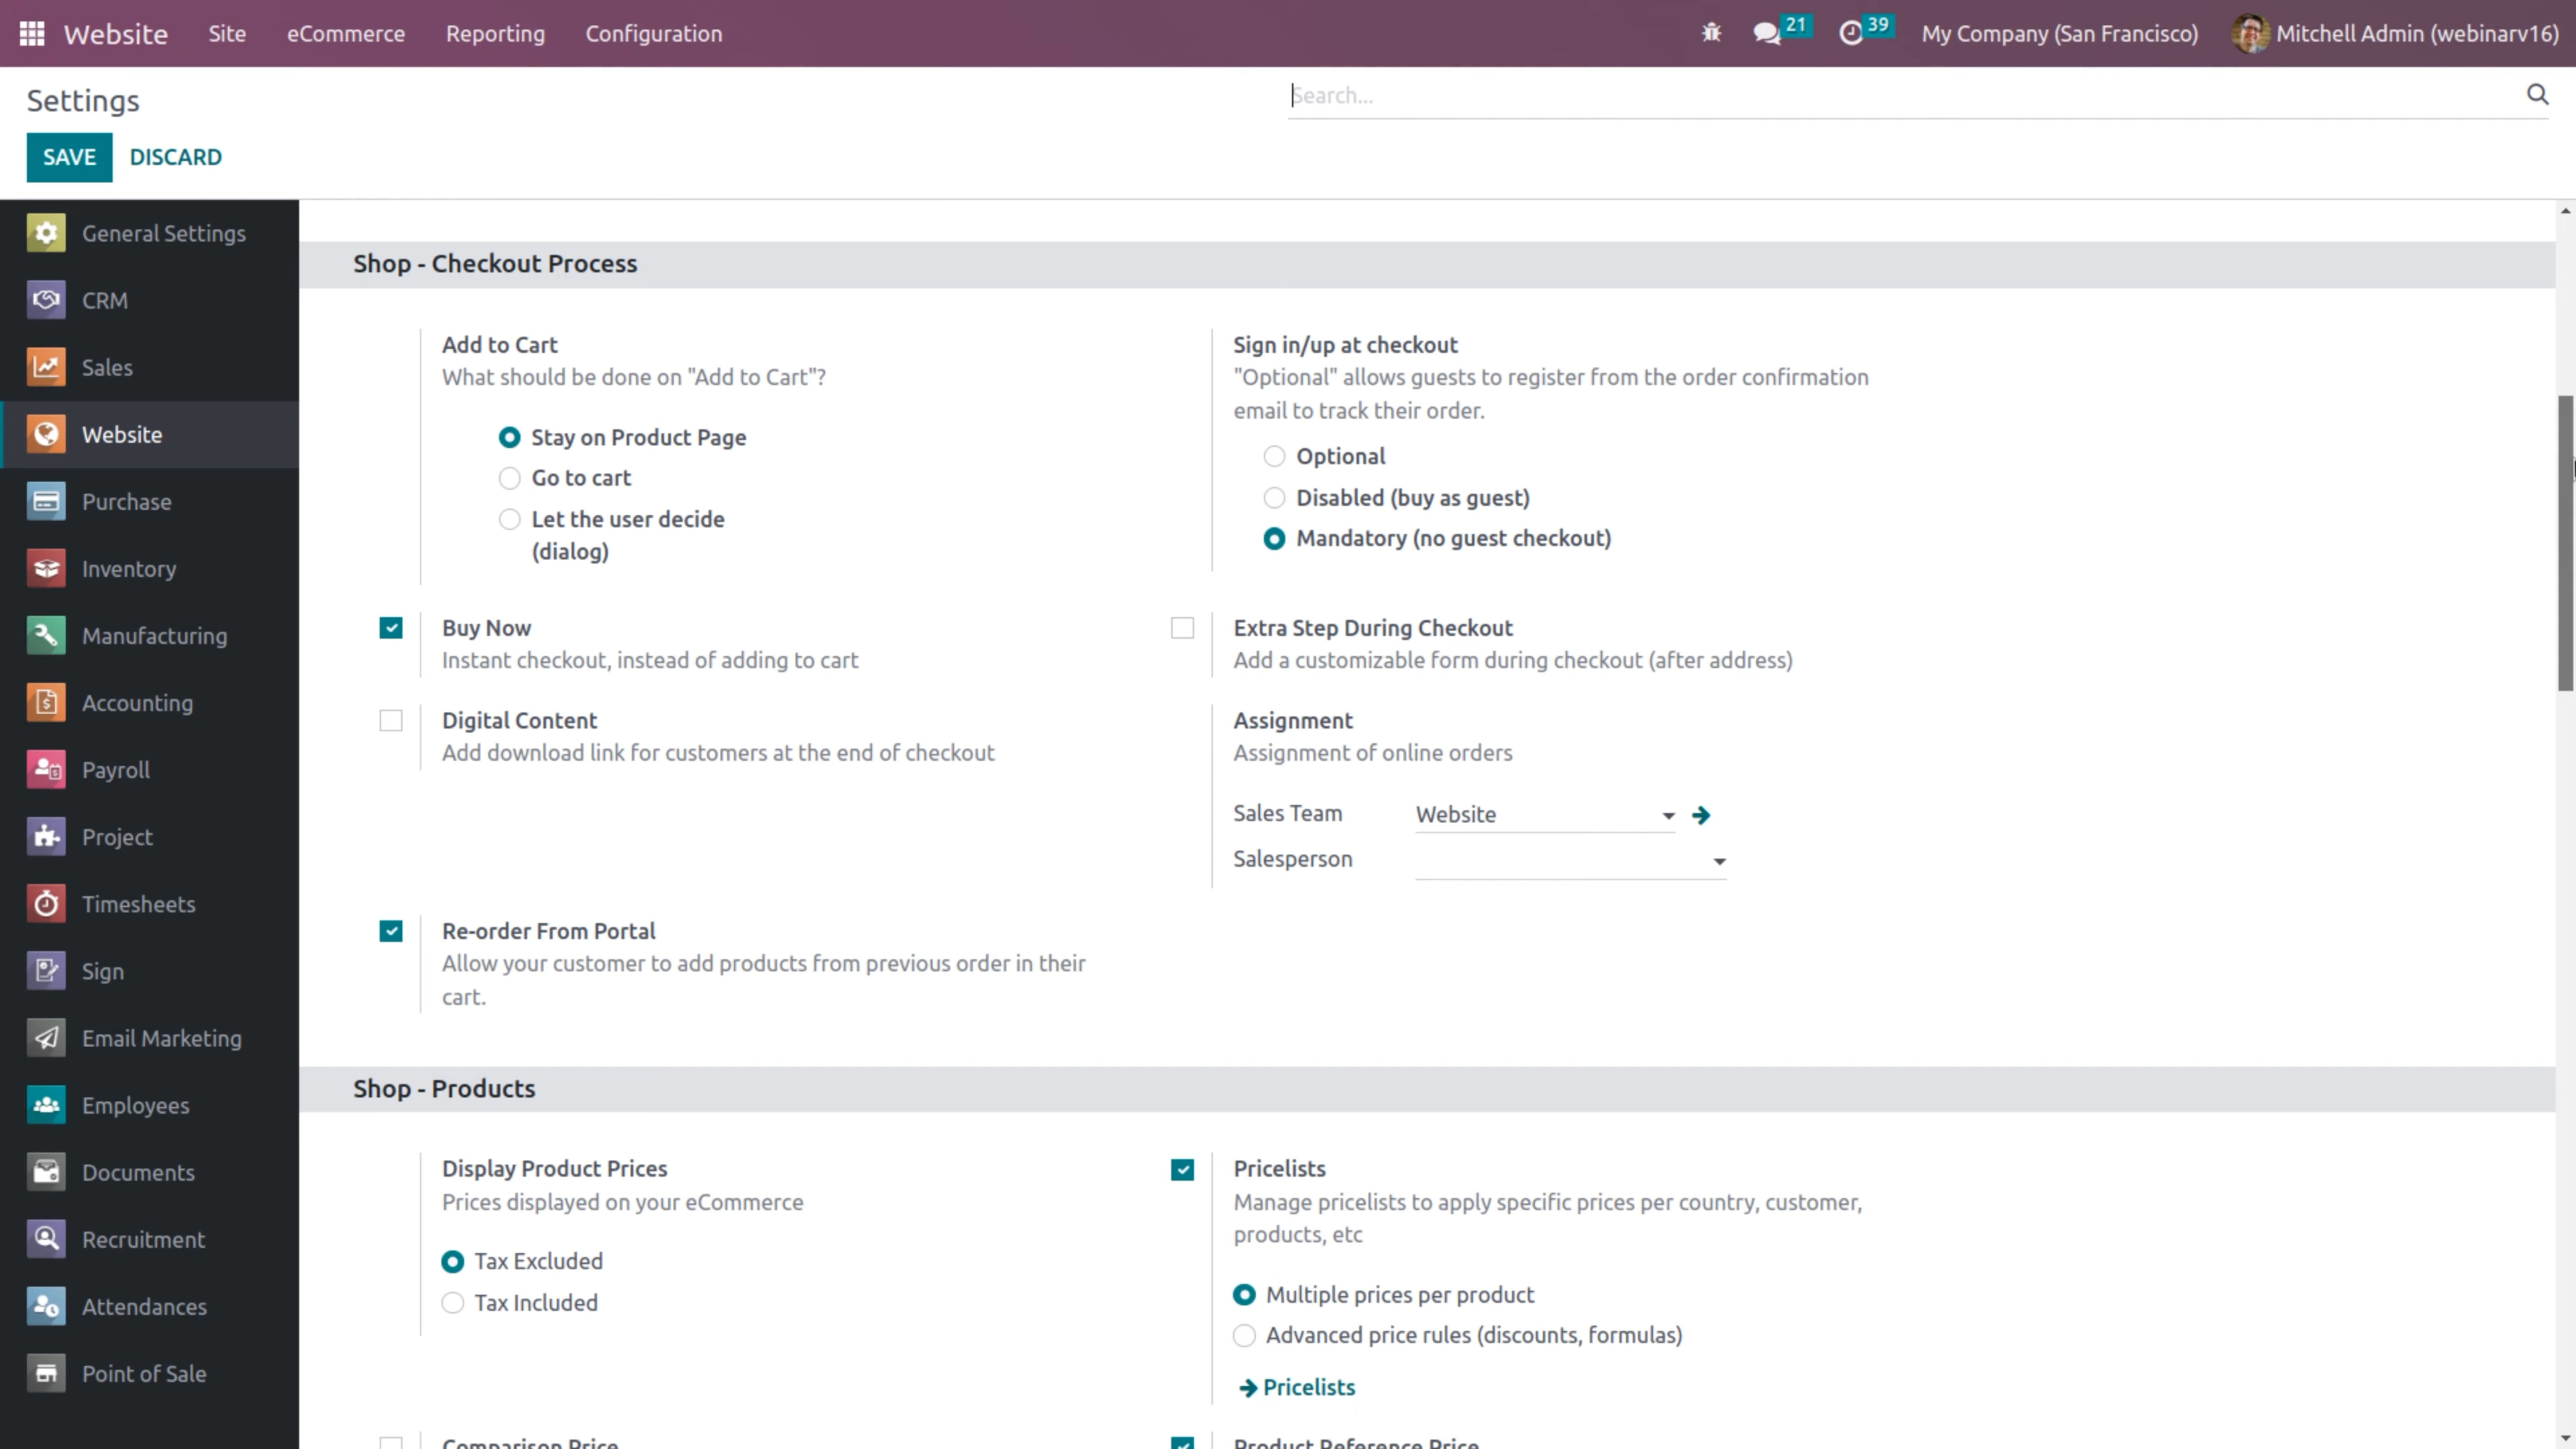 Website Site eCommerce Reporting Configuration 21 39 My Company (San Francisco) Mitchell Admin (webinarv16)
Settings
Search...
SAVE DISCARD
General Settings
CRM
Sales
Website
Purchase
Inventory
Manufacturing
Accounting
Payroll
Project
Timesheets
Sign
Email Marketing
Employees
Documents
Recruitment
Attendances
Point of Sale
Shop - Checkout Process
Add to Cart
What should be done on "Add to Cart"?
Stay on Product Page
Go to cart
Let the user decide
(dialog)
Sign in/up at checkout
"Optional" allows guests to register from the order confirmation
email to track their order.
Optional
Disabled (buy as guest)
Mandatory (no guest checkout)
Buy Now
Instant checkout, instead of adding to cart
Extra Step During Checkout
Add a customizable form during checkout (after address)
Digital Content
Add download link for customers at the end of checkout
Assignment
Assignment of online orders
Sales Team Website
Salesperson
Re-order From Portal
Allow your customer to add products from previous order in their
cart.
Shop - Products
Display Product Prices
Prices displayed on your eCommerce
Tax Excluded
Tax Included
Pricelists
Manage pricelists to apply specific prices per country, customer,
products, etc
Multiple prices per product
Advanced price rules (discounts, formulas)
Pricelists
Comparison Price
Product Reference Price